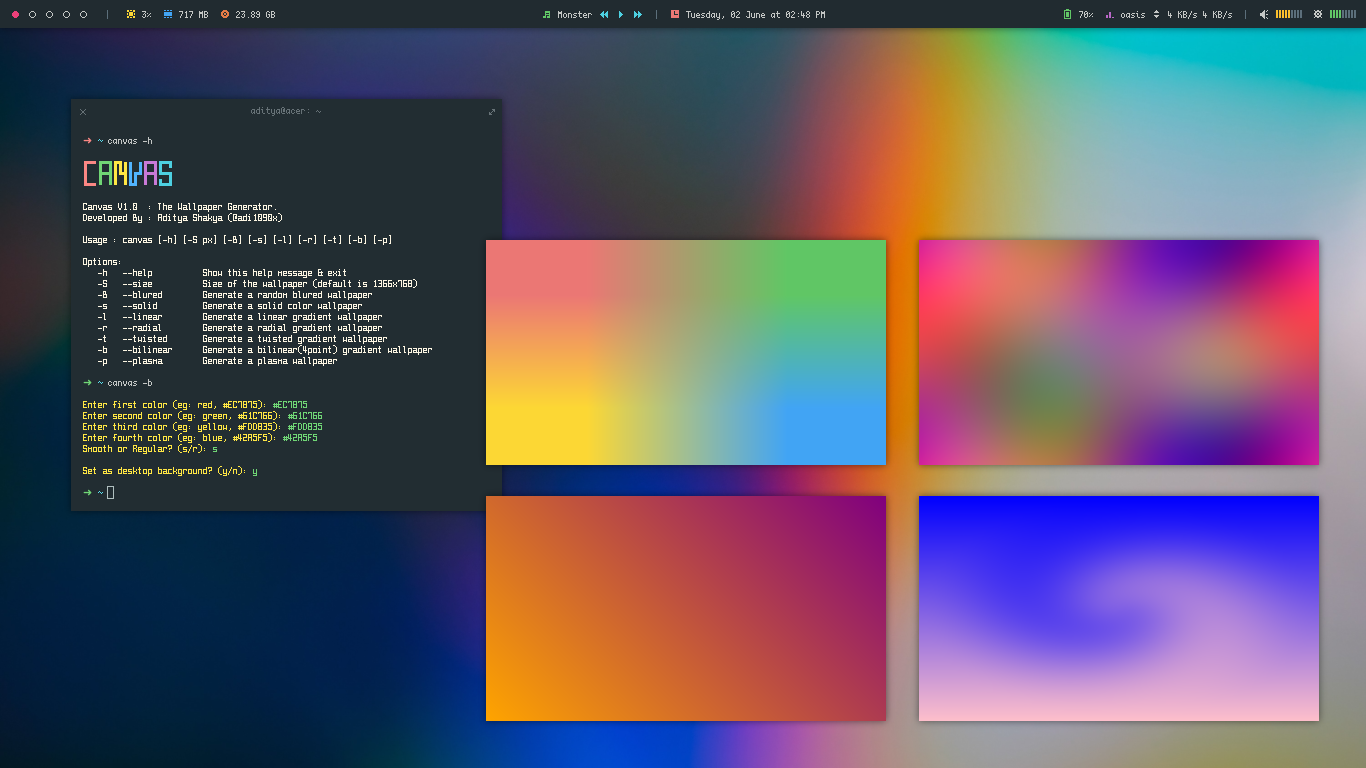 3% 717 MB 23.89 GB Monster Tuesday, 02 June at 02:48 PM 70% oasis 4 KB/s 4 KB/s
aditya@acer: ~
~ canvas -h
CANVAS
Canvas V1.0 : The Wallpaper Generator.
Developed By : Aditya Shakya (@adi1090x)
Usage : canvas [-h] [-S px] [-B] [-s] [-l] [-r] [-t] [-b] [-p]
Options:
-h --help Show this help message & exit
-S --size Size of the wallpaper (default is 1366x768)
-B --blured Generate a random blured wallpaper
-s --solid Generate a solid color wallpaper
-l --linear Generate a linear gradient wallpaper
-r --radial Generate a radial gradient wallpaper
-t --twisted Generate a twisted gradient wallpaper
-b --bilinear Generate a bilinear(4point) gradient wallpaper
-p --plasma Generate a plasma wallpaper
~ canvas -b
Enter first color (eg: red, #EC7875): #EC7875
Enter second color (eg: green, #61C766): #61C766
Enter third color (eg: yellow, #FDD835): #FDD835
Enter fourth color (eg: blue, #42A5F5): #42A5F5
Smooth or Regular? (s/r): s
Set as desktop background? (y/n): y
~